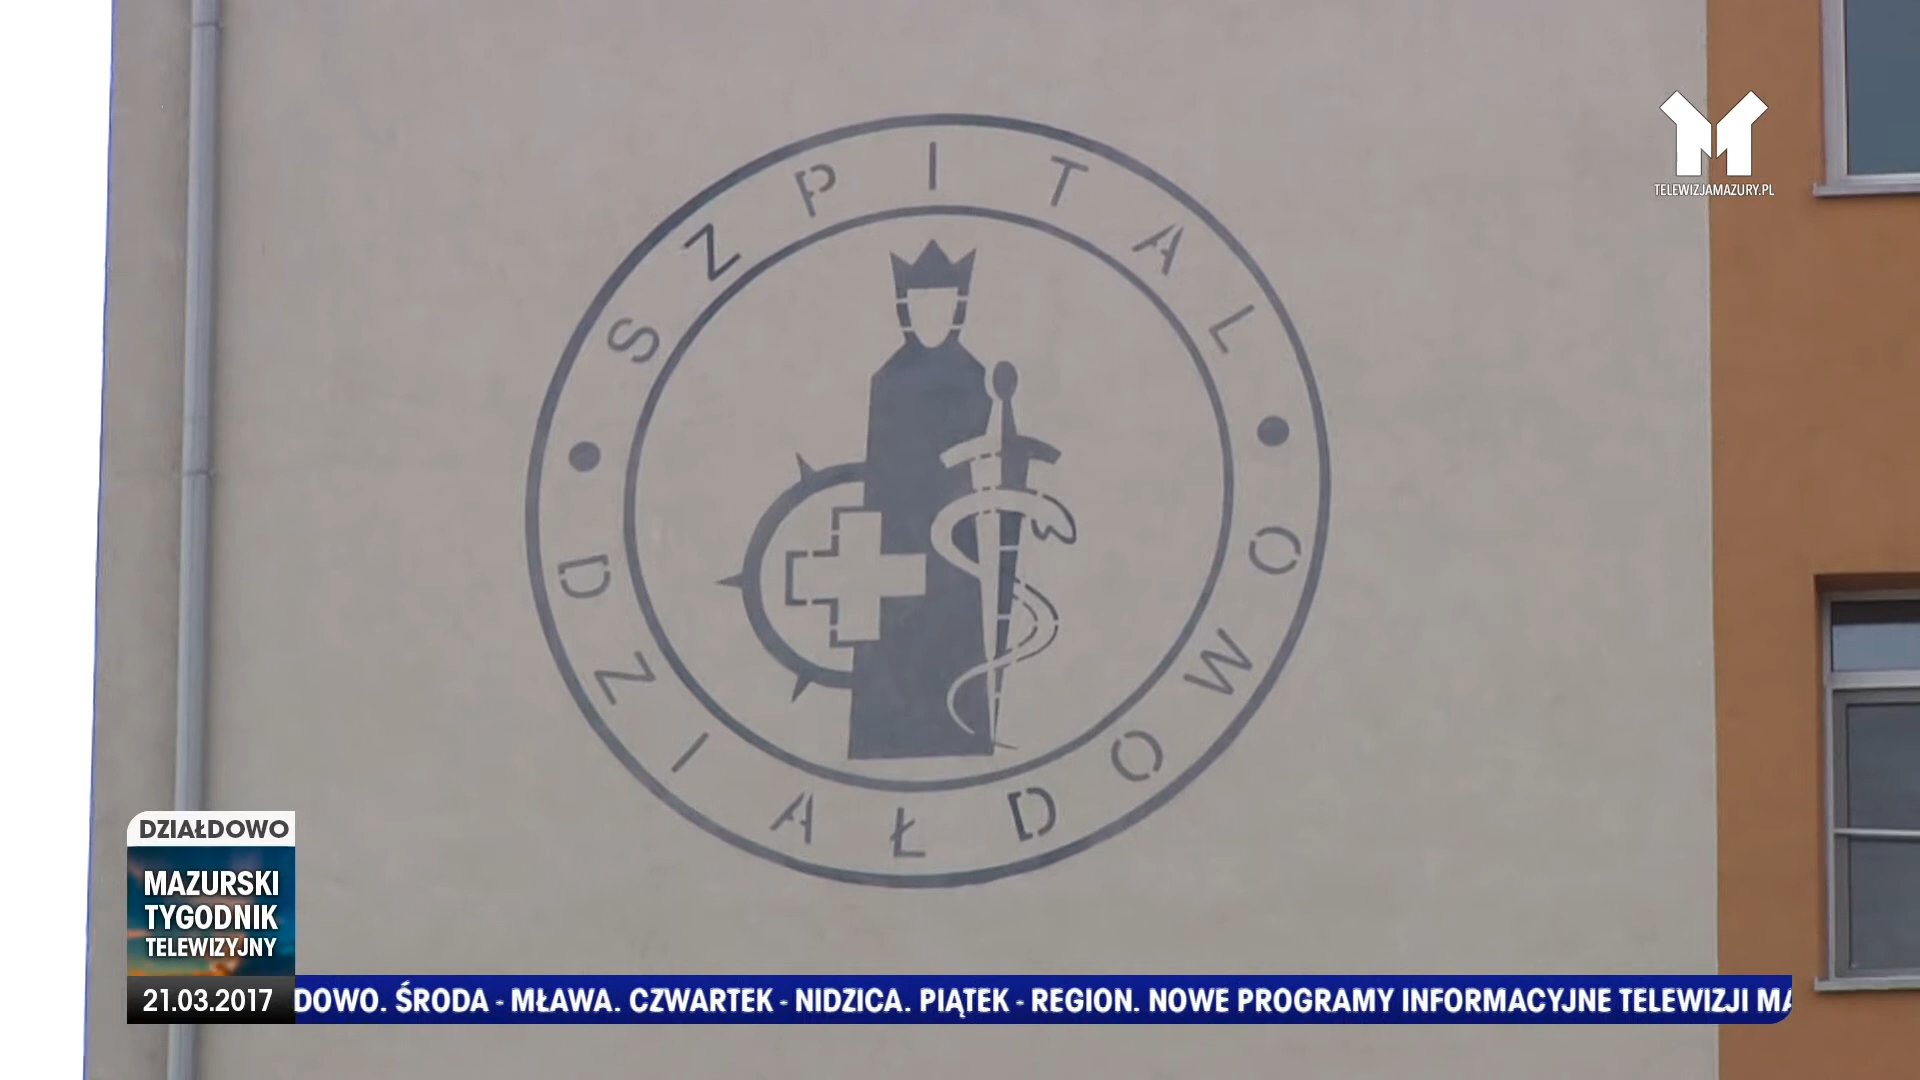 SZPITAL
DZIAŁDOWO
TELEWIZJAMAZURY.PL
DZIAŁDOWO
MAZURSKI
TYGODNIK
TELEWIZYJNY
21.03.2017
DOWO. ŚRODA - MŁAWA. CZWARTEK - NIDZICA. PIĄTEK - REGION. NOWE PROGRAMY INFORMACYJNE TELEWIZJI MA